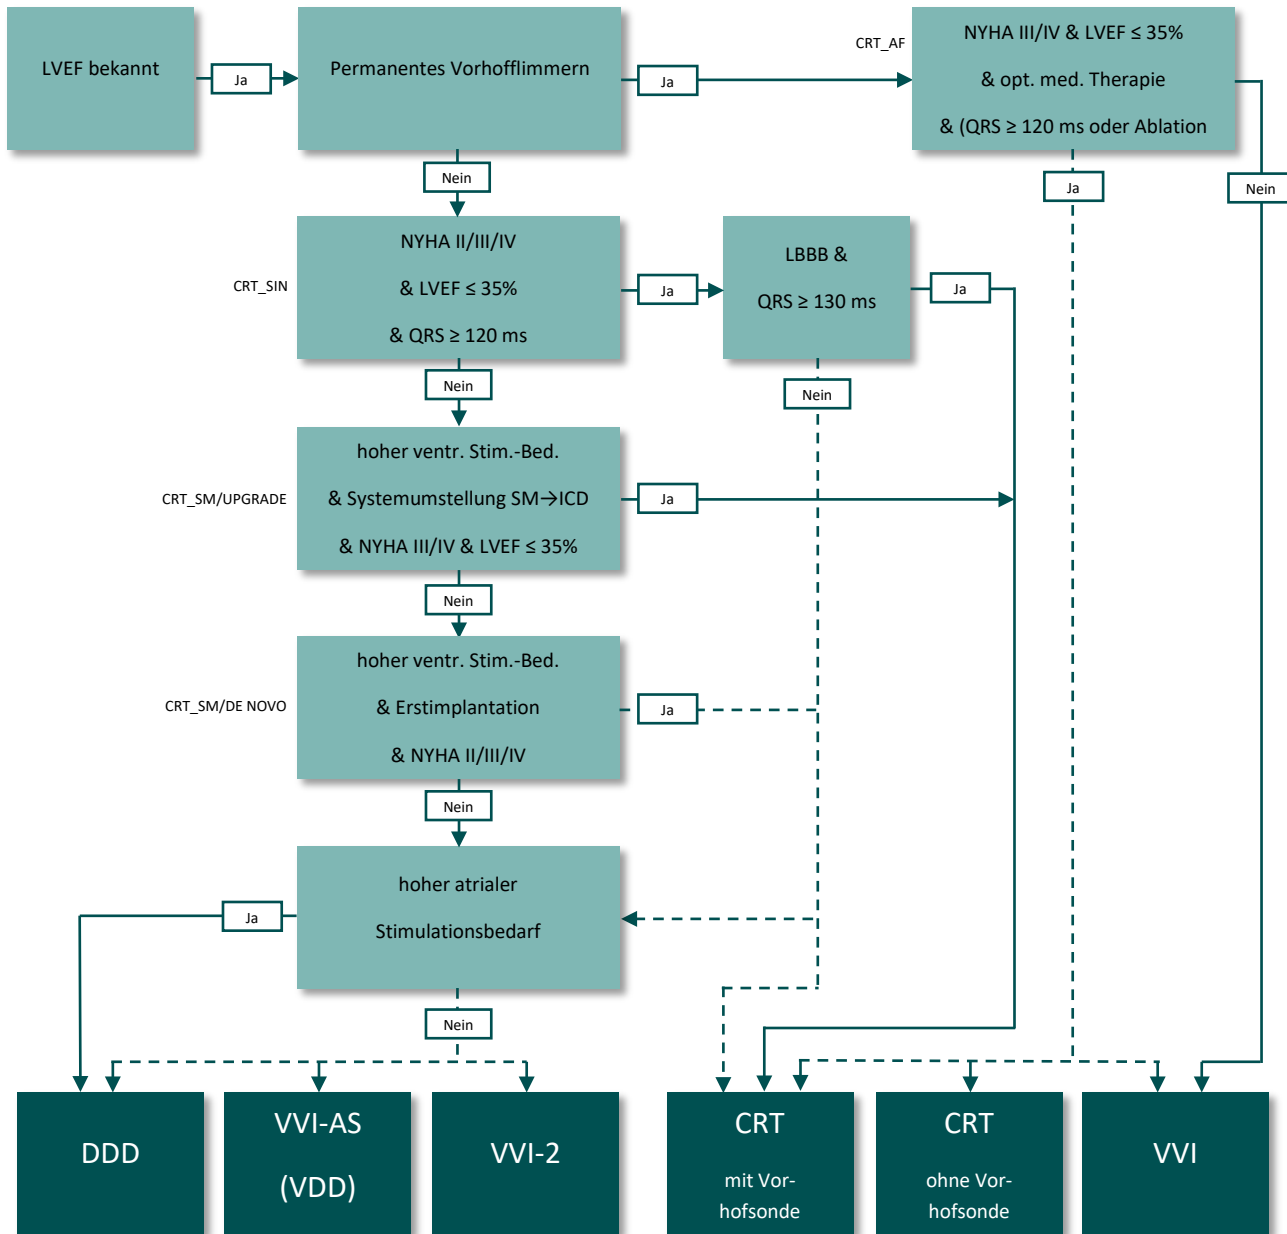 LVEF bekannt
Ja
Permanentes Vorhofflimmern
Ja
CRT_AF
NYHA III/IV & LVEF ≤ 35%
& opt. med. Therapie
& (QRS ≥ 120 ms oder Ablation
Nein
Ja
Nein
CRT_SIN
NYHA II/III/IV
& LVEF ≤ 35%
& QRS ≥ 120 ms
Ja
LBBB &
QRS ≥ 130 ms
Ja
Nein
Nein
CRT_SM/UPGRADE
hoher ventr. Stim.-Bed.
& Systemumstellung SM→ICD
& NYHA III/IV & LVEF ≤ 35%
Ja
Nein
CRT_SM/DE NOVO
hoher ventr. Stim.-Bed.
& Erstimplantation
& NYHA II/III/IV
Ja
Nein
hoher atrialer
Stimulationsbedarf
Ja
Nein
DDD
VVI-AS
(VDD)
VVI-2
CRT
mit Vor-
hofsonde
CRT
ohne Vor-
hofsonde
VVI